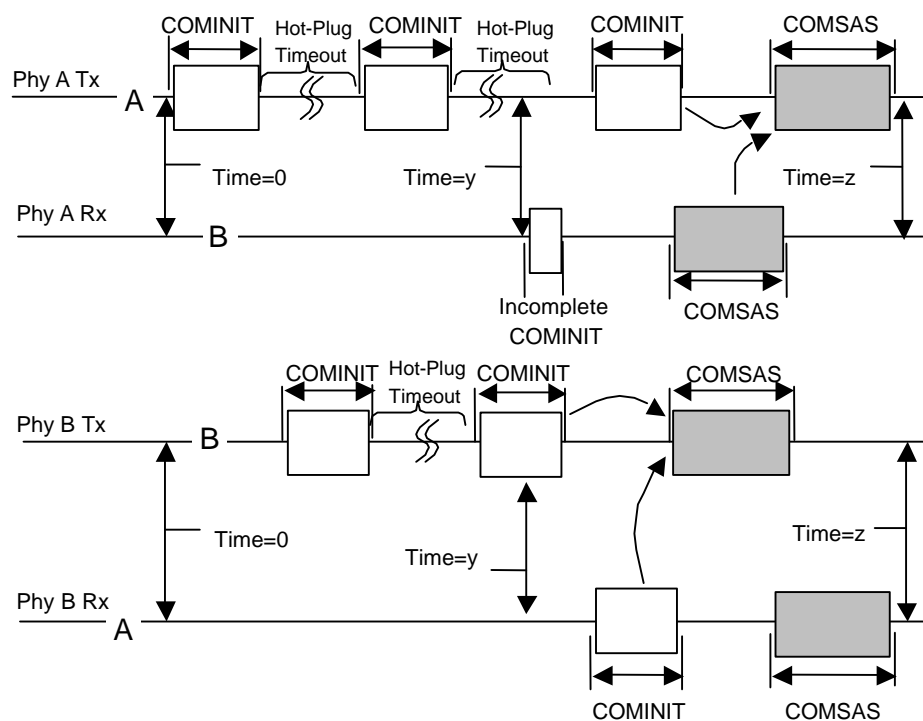 COMINIT Hot-Plug Timeout COMINIT Hot-Plug Timeout COMINIT COMSAS
Phy A Tx A
Time=0 Time=y Time=z
Phy A Rx B
Incomplete COMINIT
COMSAS
COMINIT Hot-Plug Timeout COMINIT COMSAS
Phy B Tx B
Time=0 Time=y Time=z
Phy B Rx A
COMINIT COMSAS